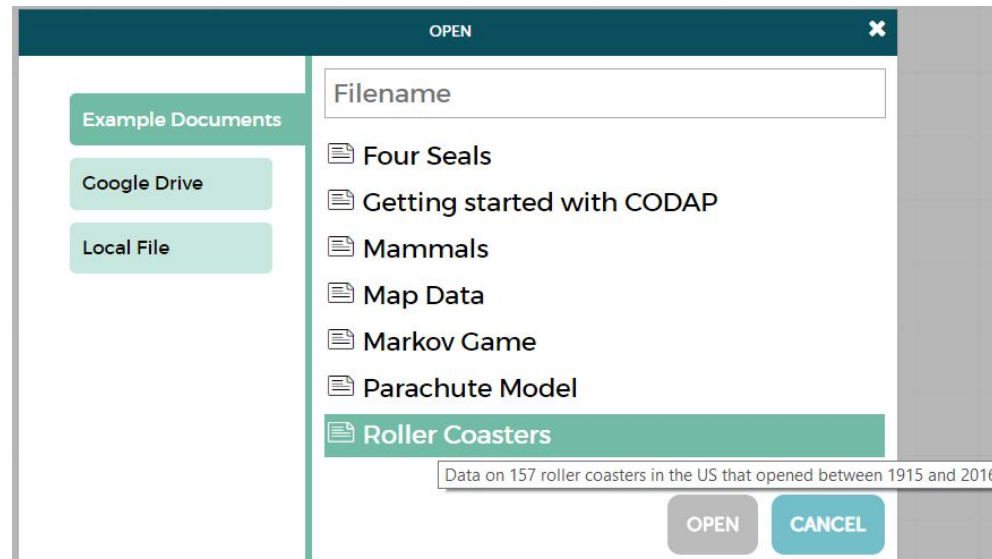 OPEN
Example Documents
Google Drive
Local File
Filename
Four Seals
Getting started with CODAP
Mammals
Map Data
Markov Game
Parachute Model
Roller Coasters
Data on 157 roller coasters in the US that opened between 1915 and 2016
OPEN
CANCEL